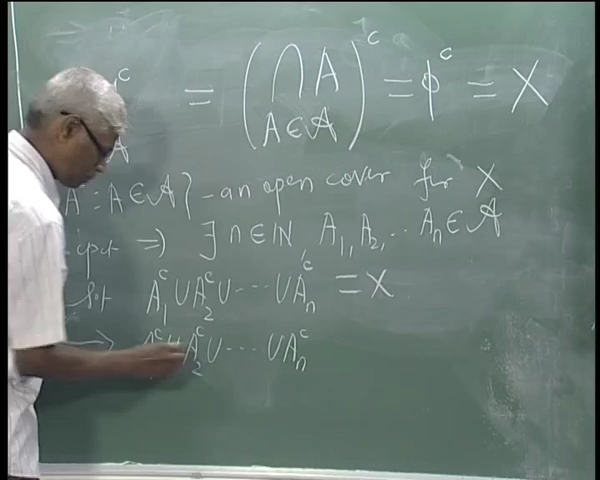 c = (⋂ A)^c = ϕ^c = X
A A∈𝒜
A : A ∈ 𝒜} - an open cover for X
⇒ ∃ n ∈ ℕ, A₁, A₂, ... Aₙ ∈ 𝒜
A₁^c ∪ A₂^c ∪ ··· ∪ Aₙ^c = X
→ A₂^c ∪ ··· ∪ Aₙ^c